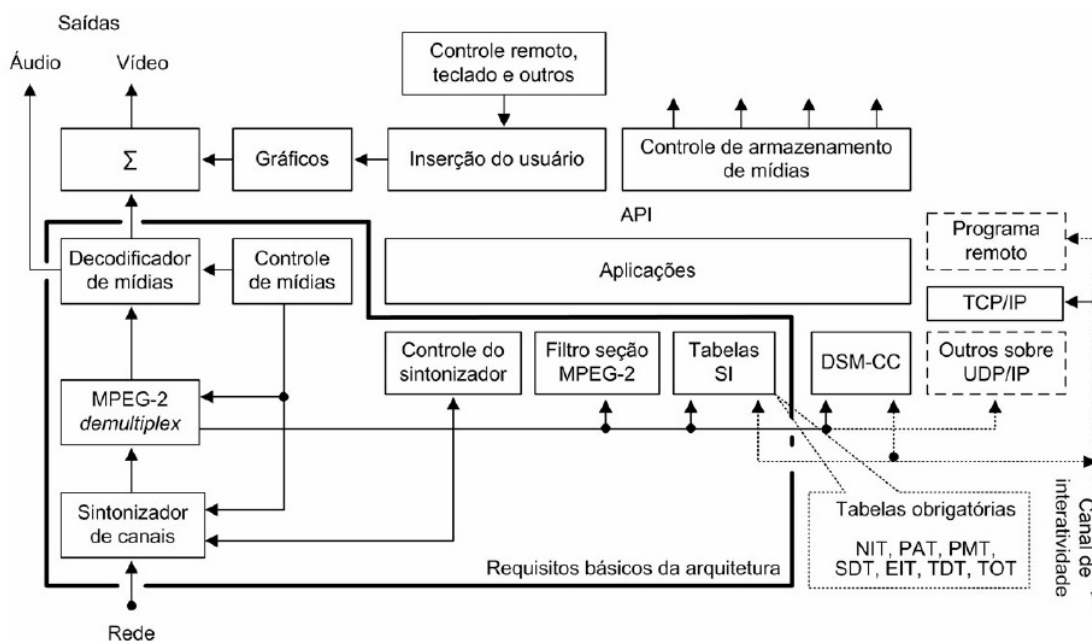 Saídas
Áudio
Vídeo
Controle remoto,
teclado e outros
Σ
Gráficos
Inserção do usuário
Controle de armazenamento
de mídias
API
Decodificador
de mídias
Controle
de mídias
Aplicações
Programa
remoto
TCP/IP
Controle do
sintonizador
Filtro seção
MPEG-2
Tabelas
SI
DSM-CC
Outros sobre
UDP/IP
MPEG-2
demultiplex
Sintonizador
de canais
Tabelas obrigatórias
NIT, PAT, PMT,
SDT, EIT, TDT, TOT
Canal de
interatividade
Requisitos básicos da arquitetura
Rede